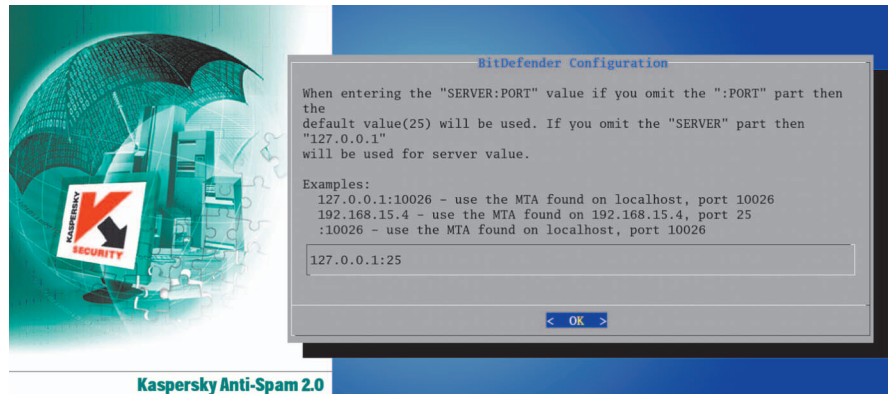 BitDefender Configuration
When entering the "SERVER:PORT" value if you omit the ":PORT" part then
the
default value(25) will be used. If you omit the "SERVER" part then
"127.0.0.1"
will be used for server value.
Examples:
127.0.0.1:10026 - use the MTA found on localhost, port 10026
192.168.15.4 - use the MTA found on 192.168.15.4, port 25
:10026 - use the MTA found on localhost, port 10026
127.0.0.1:25
< OK >
KASPERSKY
SECURITY
Kaspersky Anti-Spam 2.0